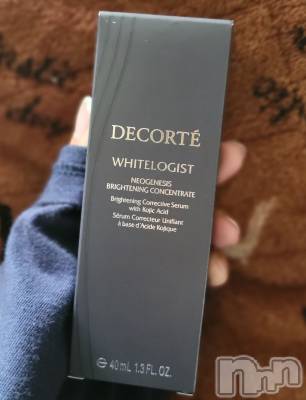 DECORTÉ
WHITELOGIST
NEOGENESIS
BRIGHTENING CONCENTRATE
Brightening Corrective Serum
with Kojic Acid
Sérum Correcteur Unifiant
à base d'Acide Kojique
40 mL 1.3 FL. OZ.